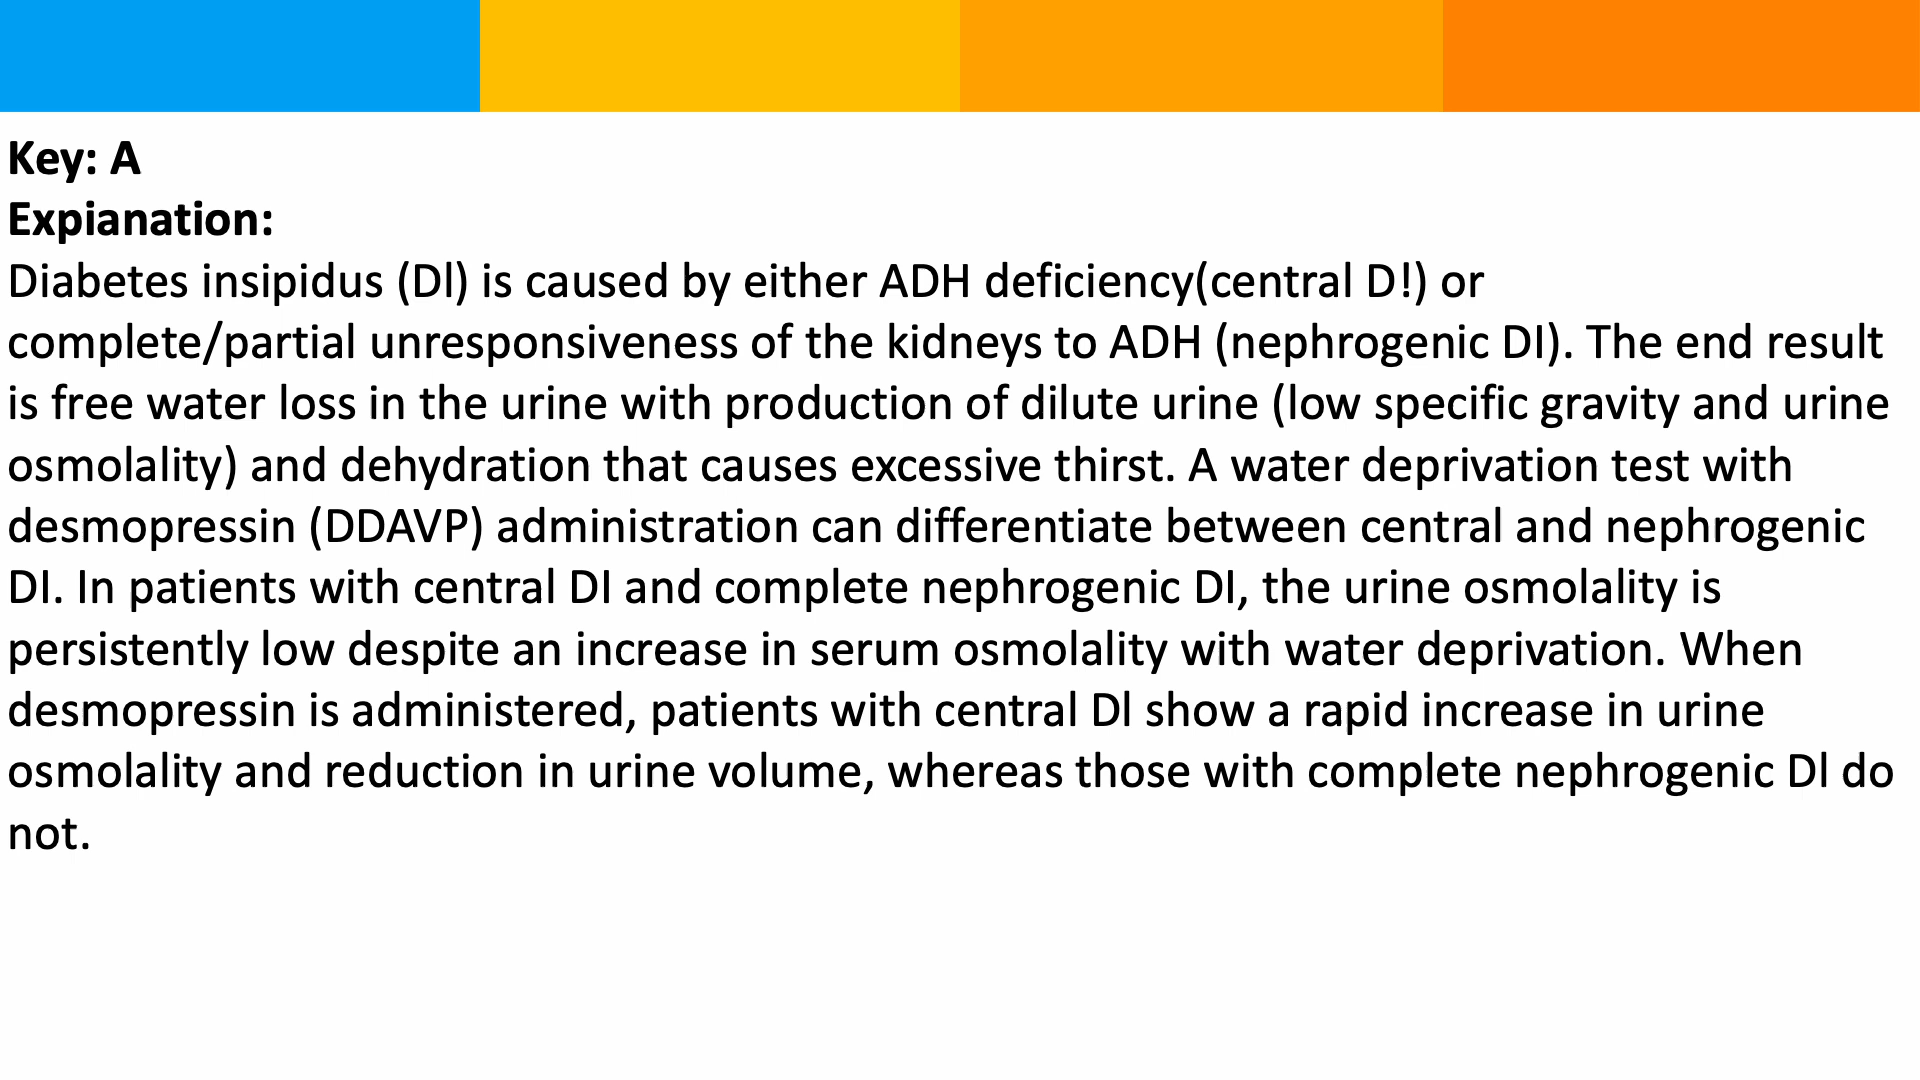 Key: A
Expianation:
Diabetes insipidus (Dl) is caused by either ADH deficiency(central D!) or
complete/partial unresponsiveness of the kidneys to ADH (nephrogenic DI). The end result
is free water loss in the urine with production of dilute urine (low specific gravity and urine
osmolality) and dehydration that causes excessive thirst. A water deprivation test with
desmopressin (DDAVP) administration can differentiate between central and nephrogenic
DI. In patients with central DI and complete nephrogenic DI, the urine osmolality is
persistently low despite an increase in serum osmolality with water deprivation. When
desmopressin is administered, patients with central Dl show a rapid increase in urine
osmolality and reduction in urine volume, whereas those with complete nephrogenic Dl do
not.